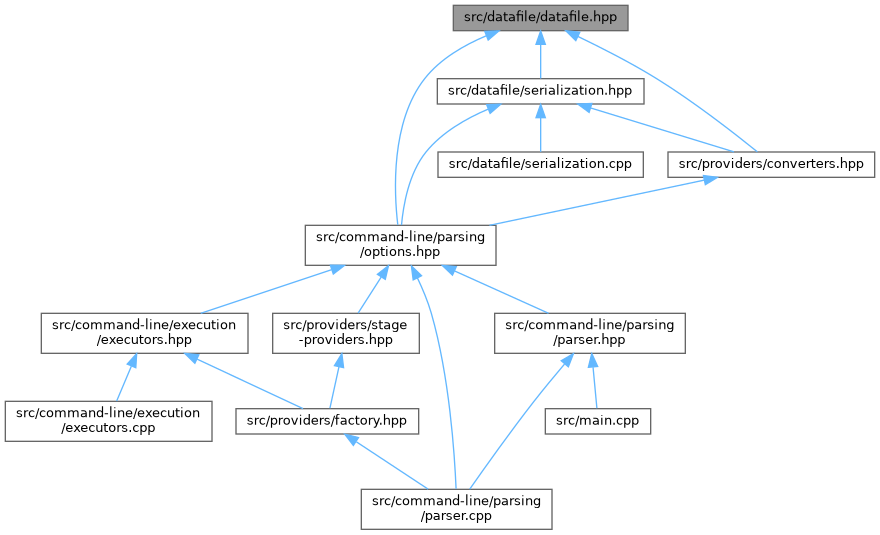 src/datafile/datafile.hpp
src/datafile/serialization.hpp
src/datafile/serialization.cpp
src/providers/converters.hpp
src/command-line/parsing
/options.hpp
src/command-line/execution
/executors.hpp
src/providers/stage
-providers.hpp
src/command-line/parsing
/parser.hpp
src/command-line/execution
/executors.cpp
src/providers/factory.hpp
src/main.cpp
src/command-line/parsing
/parser.cpp